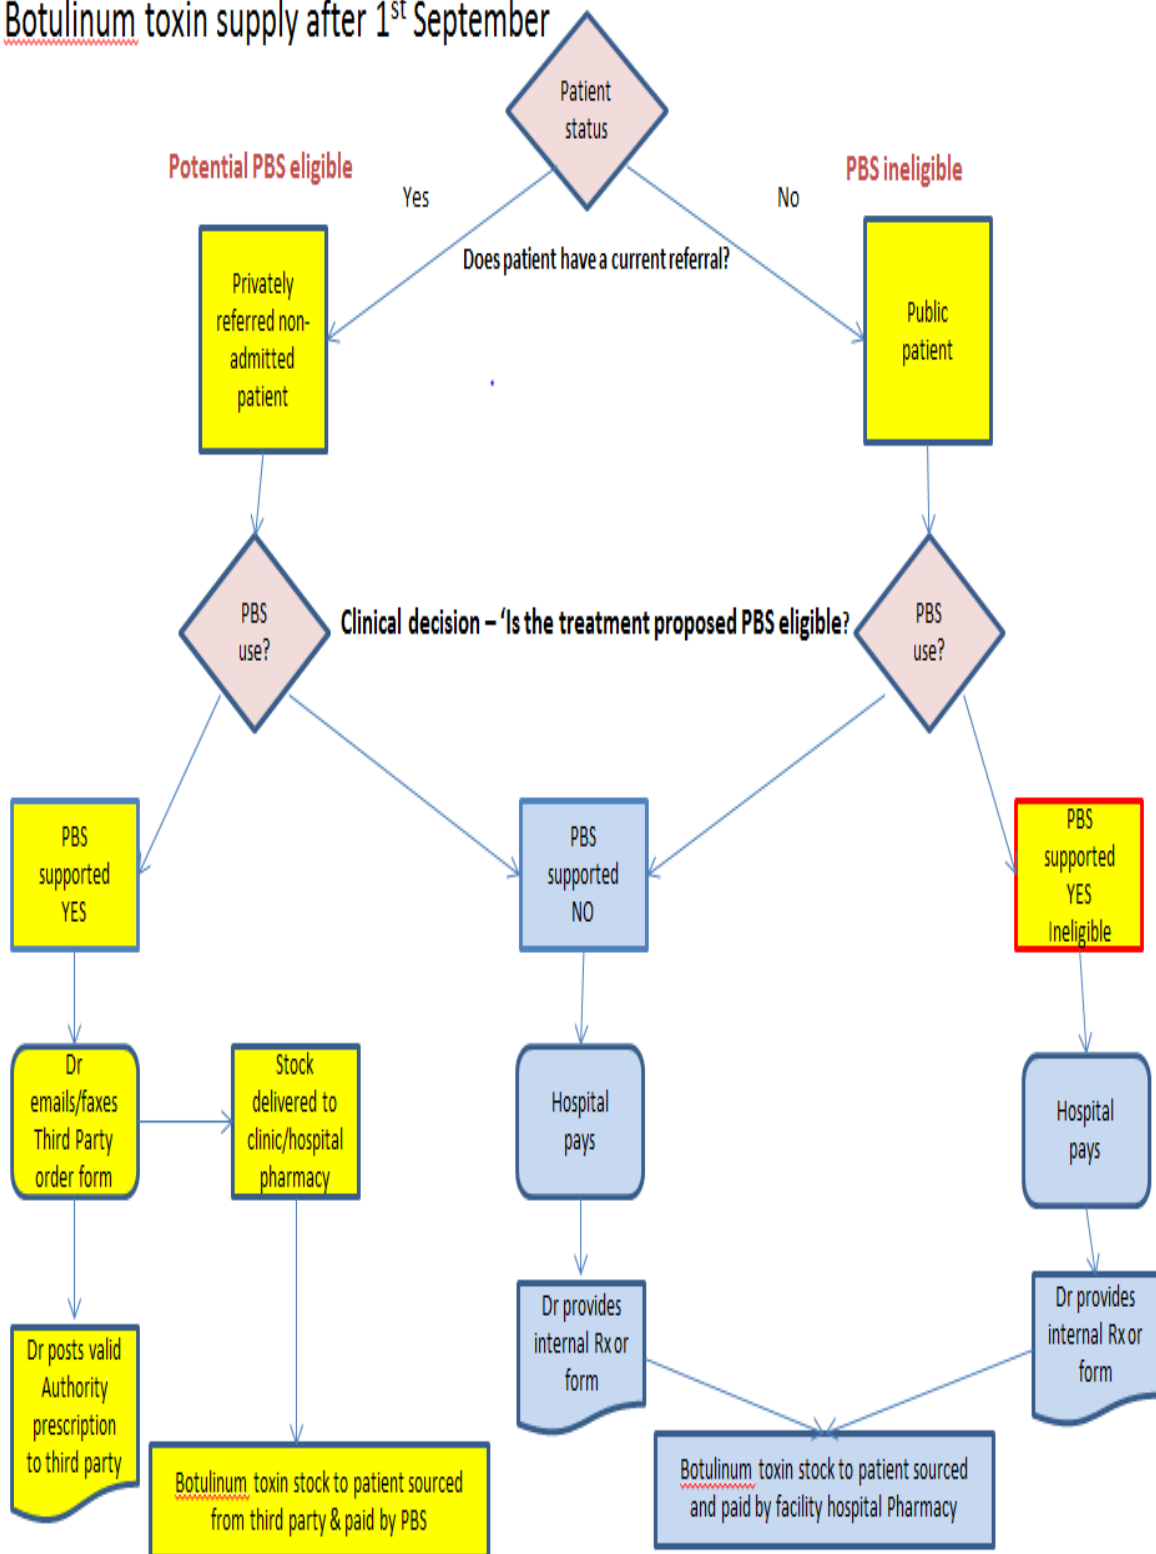 Botulinum toxin supply after 1st September
Patient
status
Potential PBS eligible
PBS ineligible
Yes
No
Does patient have a current referral?
Privately
referred non-
admitted
patient
Public
patient
PBS
use?
Clinical decision – ‘Is the treatment proposed PBS eligible?
PBS
use?
PBS
supported
YES
PBS
supported
NO
PBS
supported
YES
Ineligible
Dr
emails/faxes
Third Party
order form
Stock
delivered to
clinic/hospital
pharmacy
Hospital
pays
Hospital
pays
Dr posts valid
Authority
prescription
to third party
Dr provides
internal Rx or
form
Dr provides
internal Rx or
form
Botulinum toxin stock to patient sourced
from third party & paid by PBS
Botulinum toxin stock to patient sourced
and paid by facility hospital Pharmacy